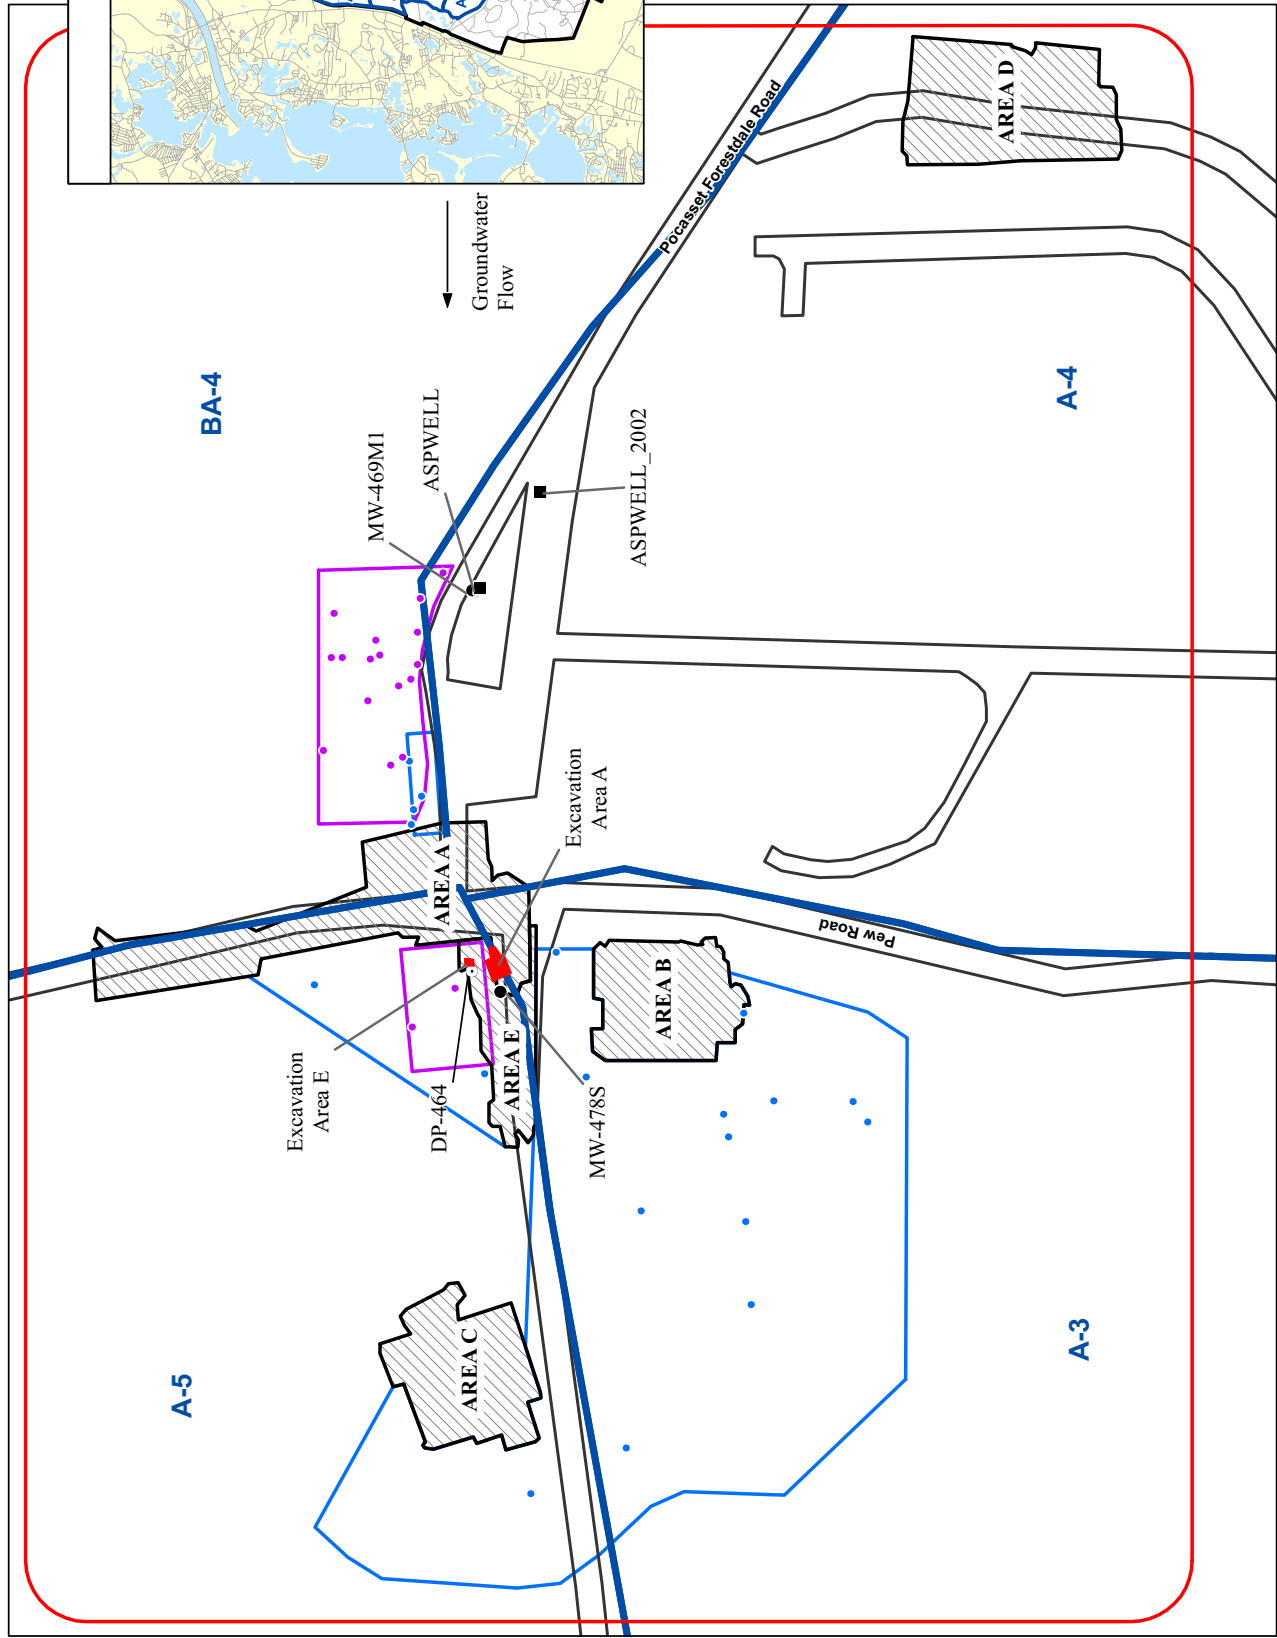 BA-4
Groundwater
Flow
Pocasset Forestdale Road
AREA D
A-4
MW-469M1
ASPWELL
ASPWELL_2002
Excavation
Area A
AREA A
Pew Road
AREA B
AREA E
Excavation
Area E
DP-464
MW-478S
A-5
AREA C
A-3
A